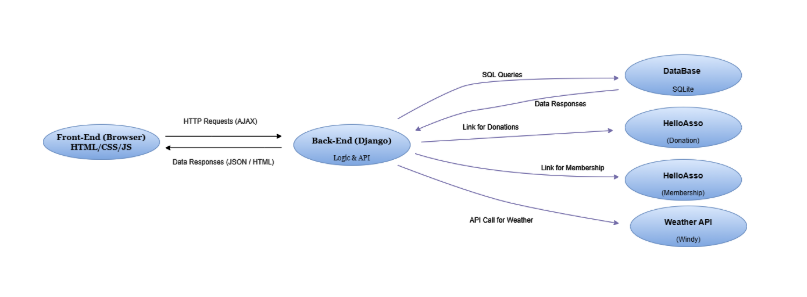 Front-End (Browser)
HTML/CSS/JS
HTTP Requests (AJAX)
Data Responses (JSON / HTML)
Back-End (Django)
Logic & API
SQL Queries
Data Responses
Link for Donations
Link for Membership
API Call for Weather
DataBase
SQLite
HelloAsso
(Donation)
HelloAsso
(Membership)
Weather API
(Windy)